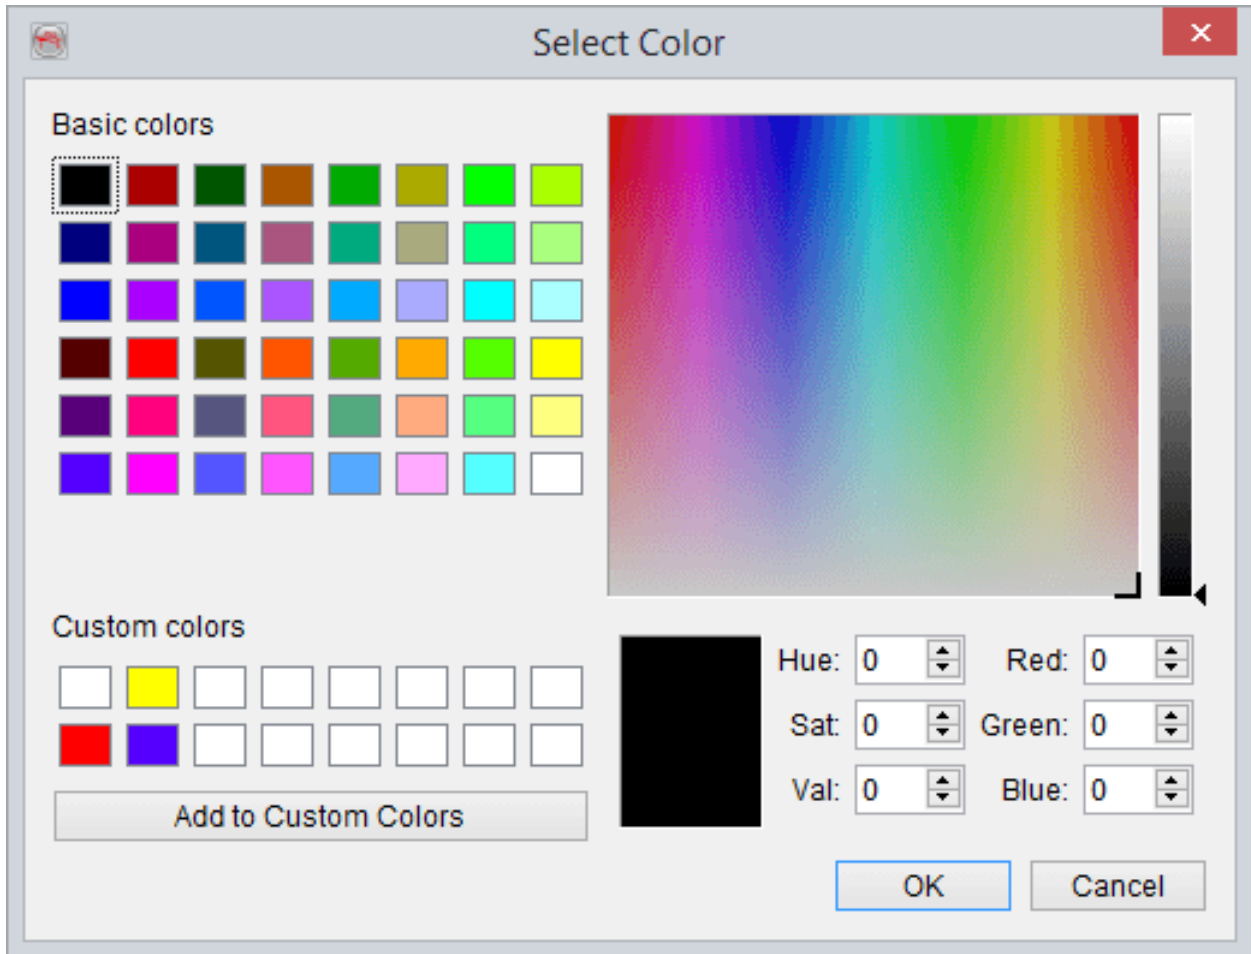 Select Color
Basic colors
Custom colors
Add to Custom Colors
Hue: 0 Red: 0
Sat: 0 Green: 0
Val: 0 Blue: 0
OK Cancel